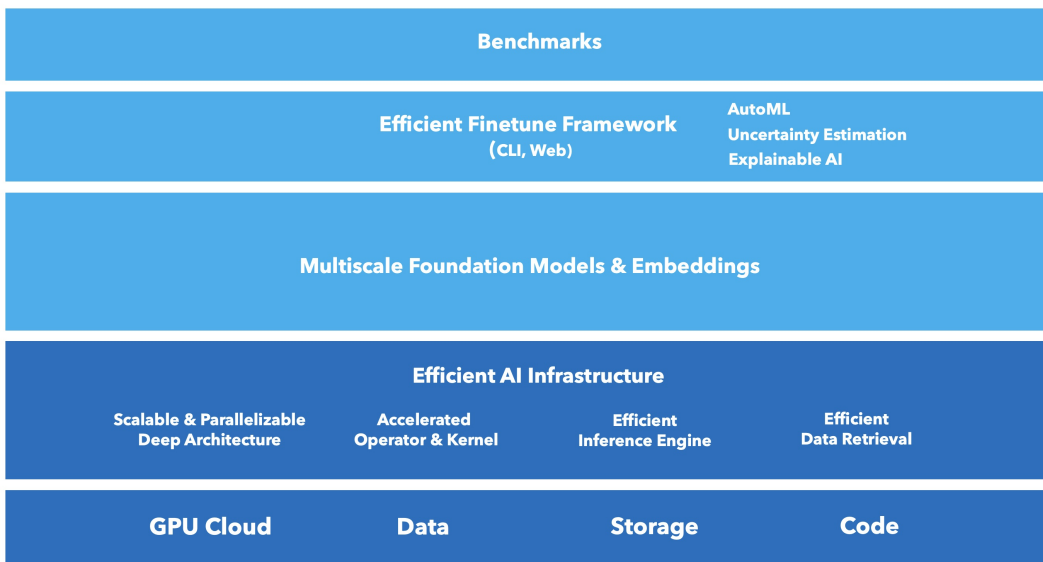 Benchmarks
Efficient Finetune Framework
(CLI, Web)
AutoML
Uncertainty Estimation
Explainable AI
Multiscale Foundation Models & Embeddings
Efficient AI Infrastructure
Scalable & Parallelizable
Deep Architecture
Accelerated
Operator & Kernel
Efficient
Inference Engine
Efficient
Data Retrieval
GPU Cloud
Data
Storage
Code